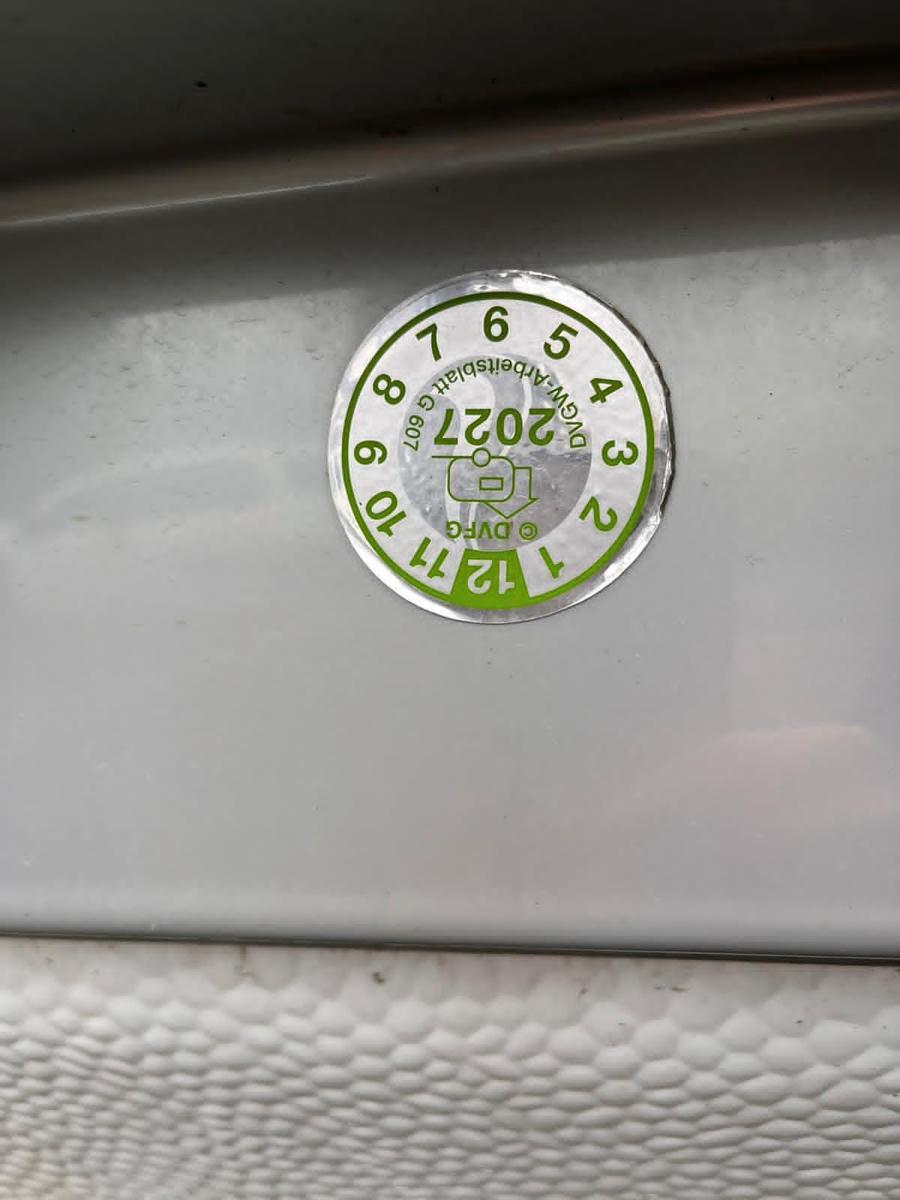 1 2 3 4 5 6 7 8 9 10 11 12
© DVFG
2027
DVGW-Arbeitsblatt G 607